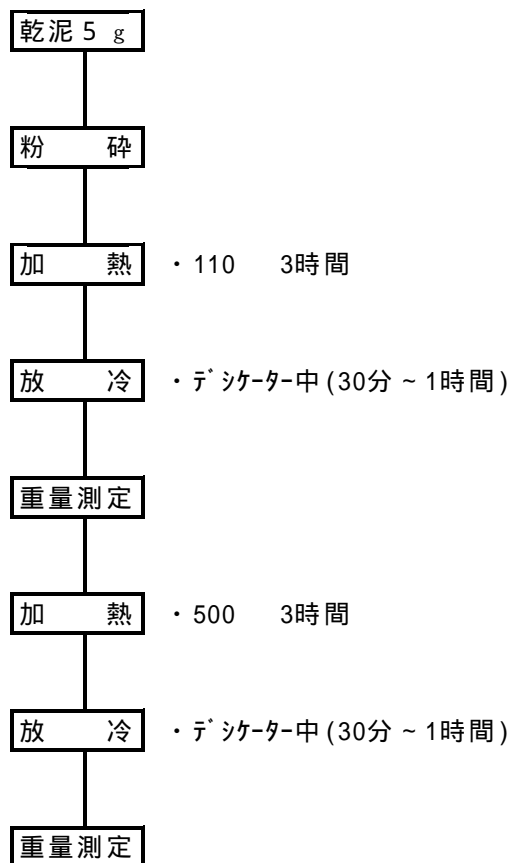 乾泥5 g
粉 砕
加 熱 ・110 3時間
放 冷 ・デシケーター中(30分~1時間)
重量測定
加 熱 ・500 3時間
放 冷 ・デシケーター中(30分~1時間)
重量測定